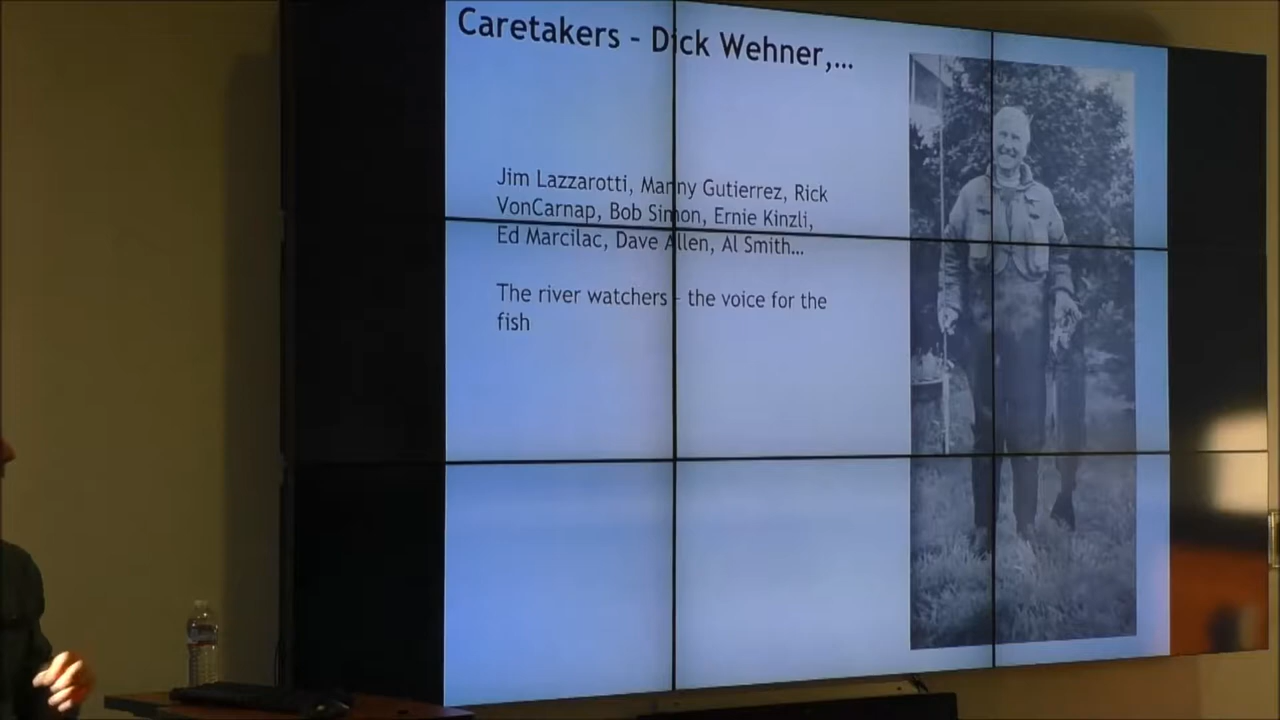 Caretakers - Dick Wehner,...
Jim Lazzarotti, Manny Gutierrez, Rick
VonCarnap, Bob Simon, Ernie Kinzli,
Ed Marcilac, Dave Allen, Al Smith...
The river watchers - the voice for the
fish